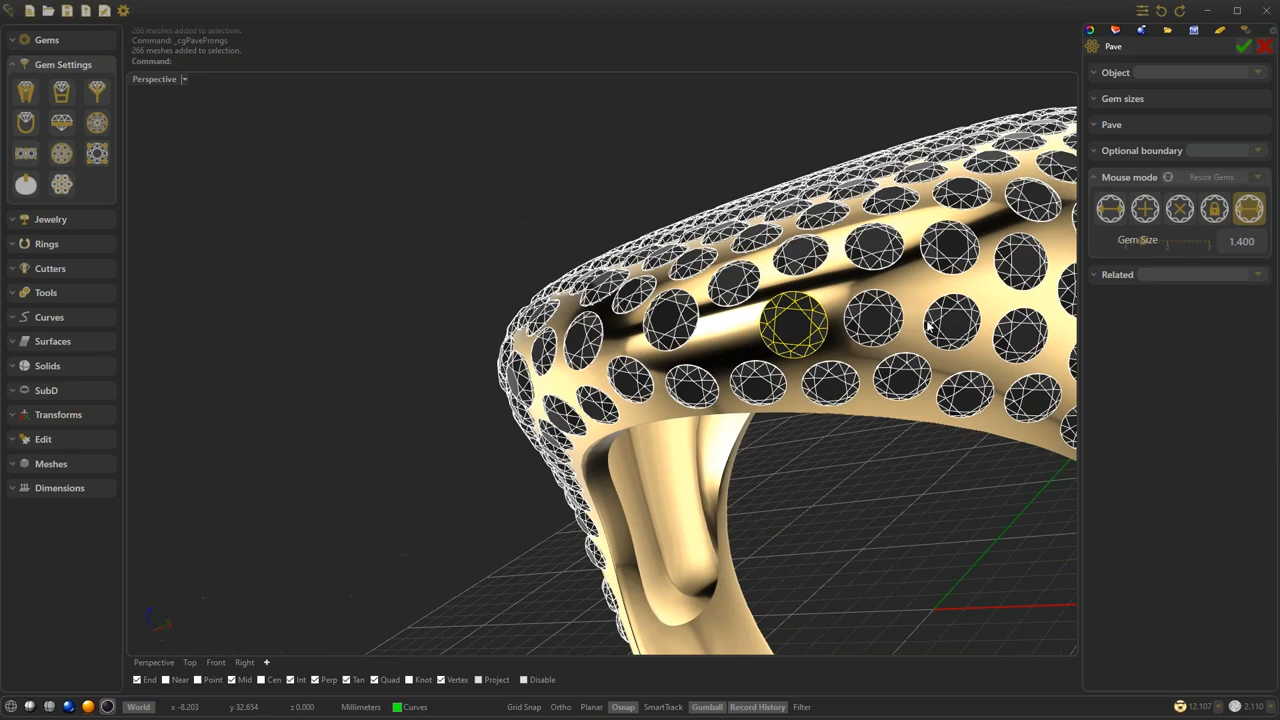 266 meshes added to selection.
Command: _cgPaveProngs
266 meshes added to selection.
Command:
Perspective
Gems
Gem Settings
Jewelry
Rings
Cutters
Tools
Curves
Surfaces
Solids
SubD
Transforms
Edit
Meshes
Dimensions
Pave
Object
Gem sizes
Pave
Optional boundary
Mouse mode Resize Gems
Gem Size 1.400
Related
Perspective Top Front Right
End Near Point Mid Cen Int Perp Tan Quad Knot Vertex Project Disable
World x -8.203 y 32.654 z 0.000 Millimeters Curves Grid Snap Ortho Planar Osnap SmartTrack Gumball Record History Filter 12.107 2.110